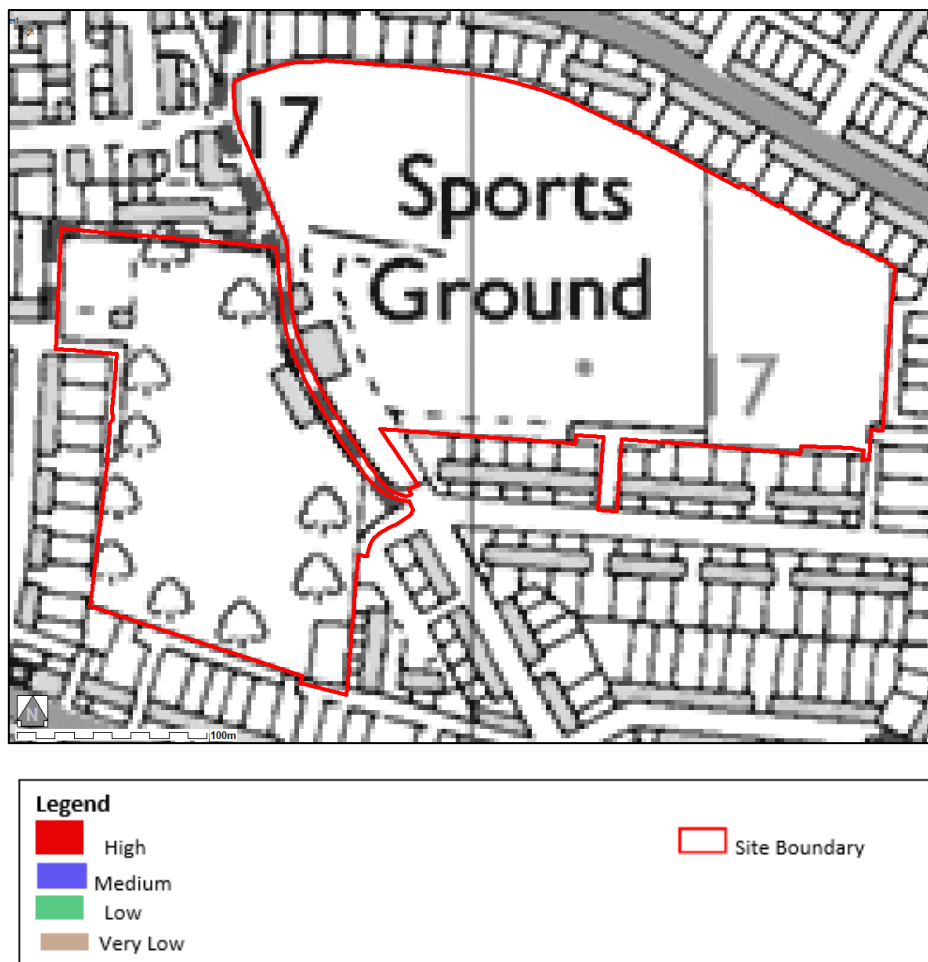 17
Sports
Ground
17
N
100m
Legend
High
Medium
Low
Very Low
Site Boundary